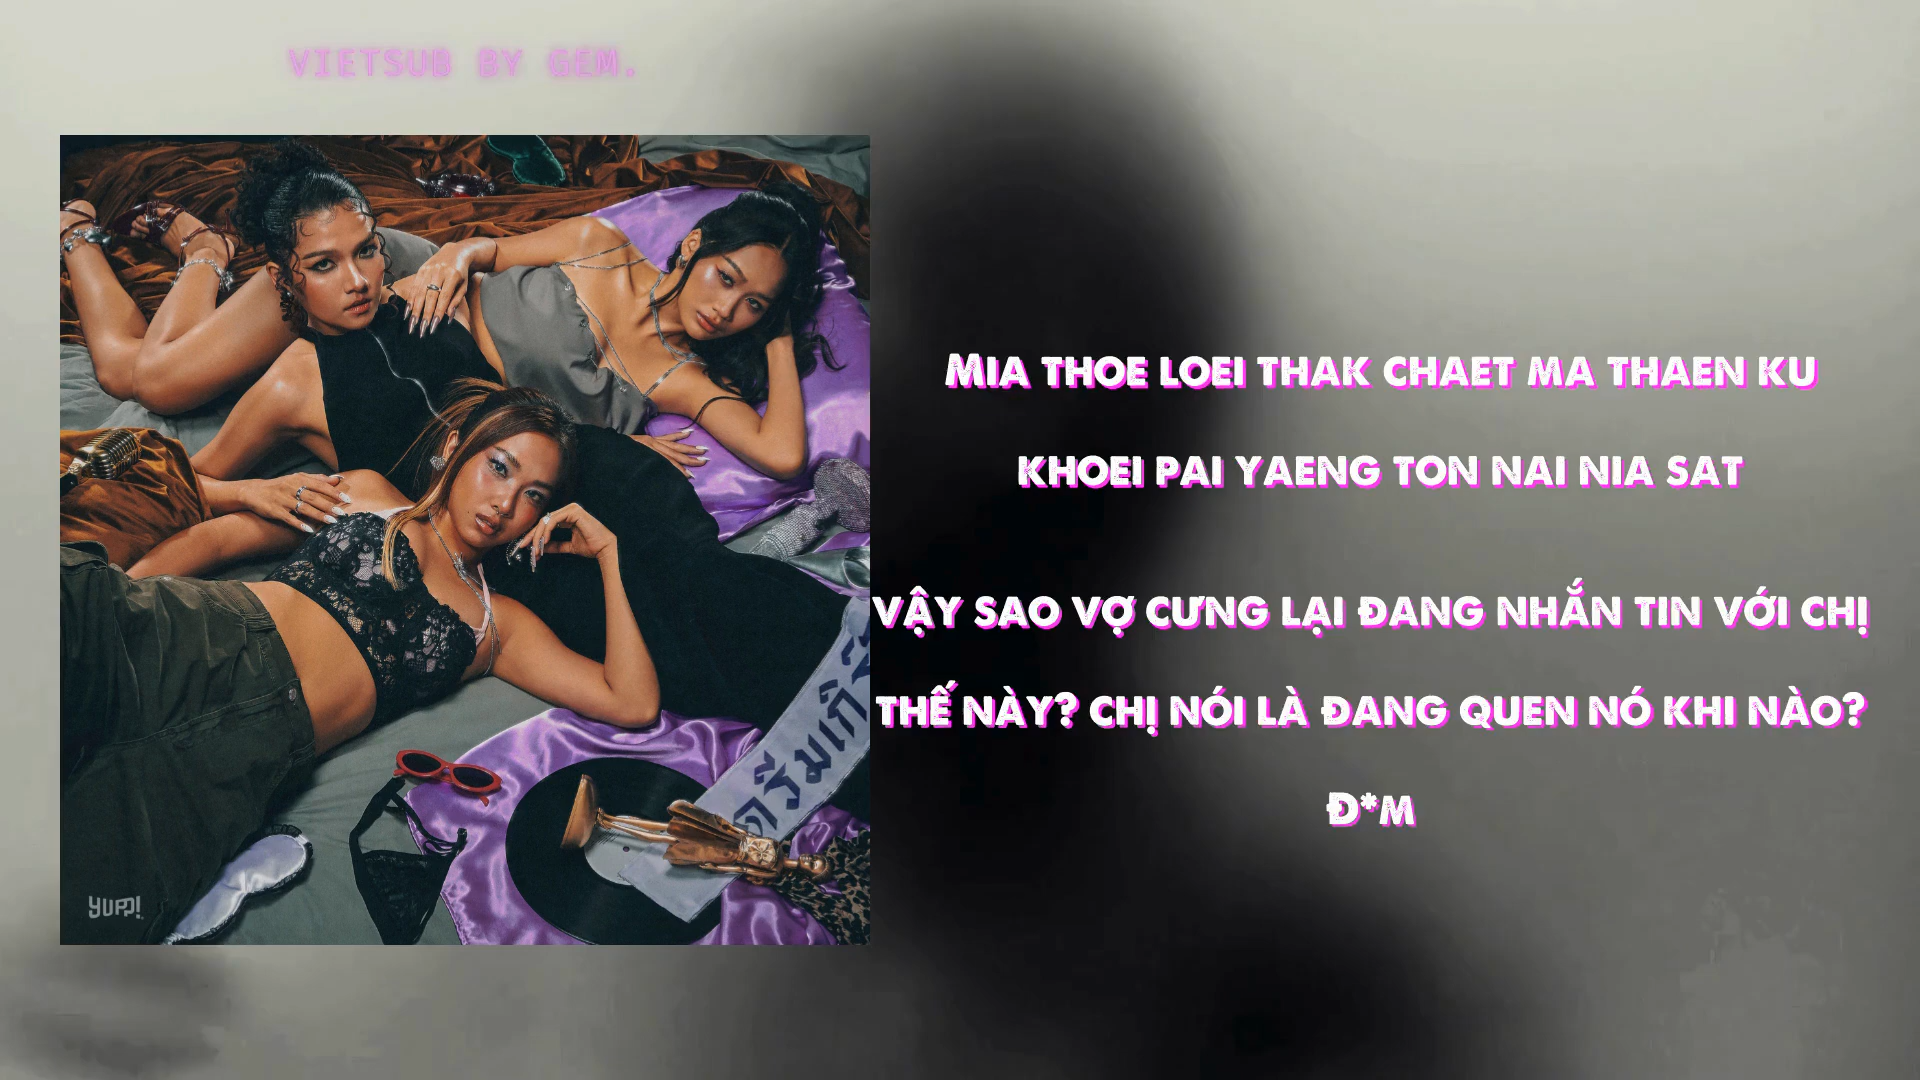 VIETSUB BY GEM.
MIA THOE LOEI THAK CHAET MA THAEN KU
KHOEI PAI YAENG TON NAI NIA SAT
VẬY SAO VỢ CƯNG LẠI ĐANG NHẮN TIN VỚI CHỊ
THẾ NÀY? CHỊ NÓI LÀ ĐANG QUEN NÓ KHI NÀO?
Đ*M
YUPP!